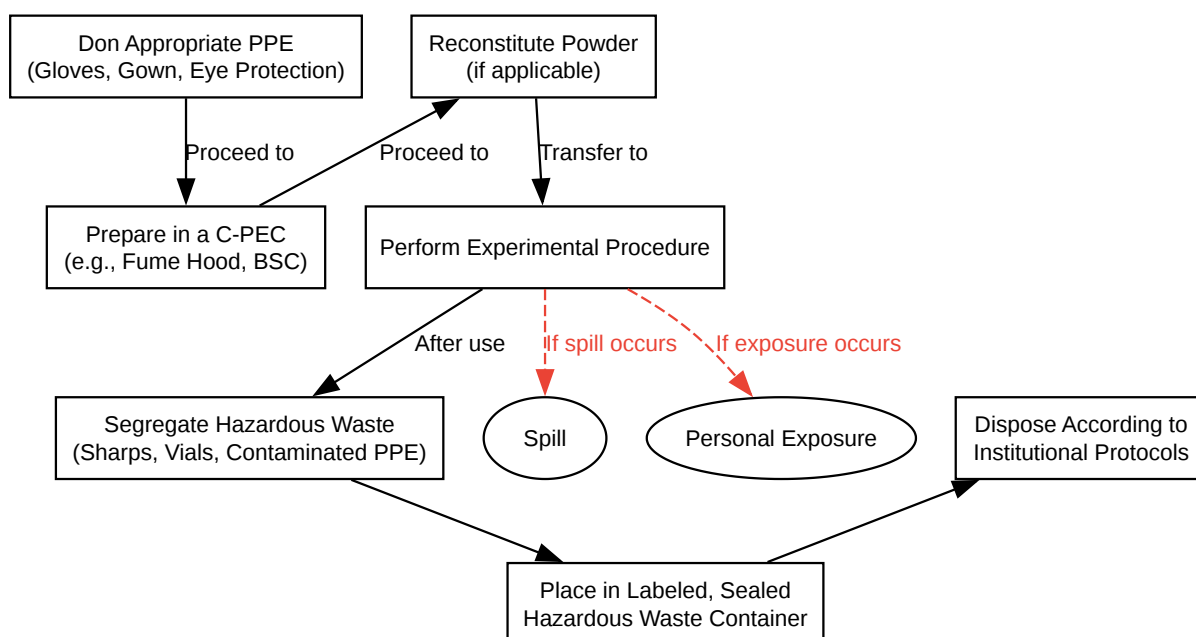 Don Appropriate PPE
(Gloves, Gown, Eye Protection)
Reconstitute Powder
(if applicable)
Proceed to
Proceed to
Transfer to
Prepare in a C-PEC
(e.g., Fume Hood, BSC)
Perform Experimental Procedure
After use
If spill occurs
If exposure occurs
Segregate Hazardous Waste
(Sharps, Vials, Contaminated PPE)
Spill
Personal Exposure
Dispose According to
Institutional Protocols
Place in Labeled, Sealed
Hazardous Waste Container